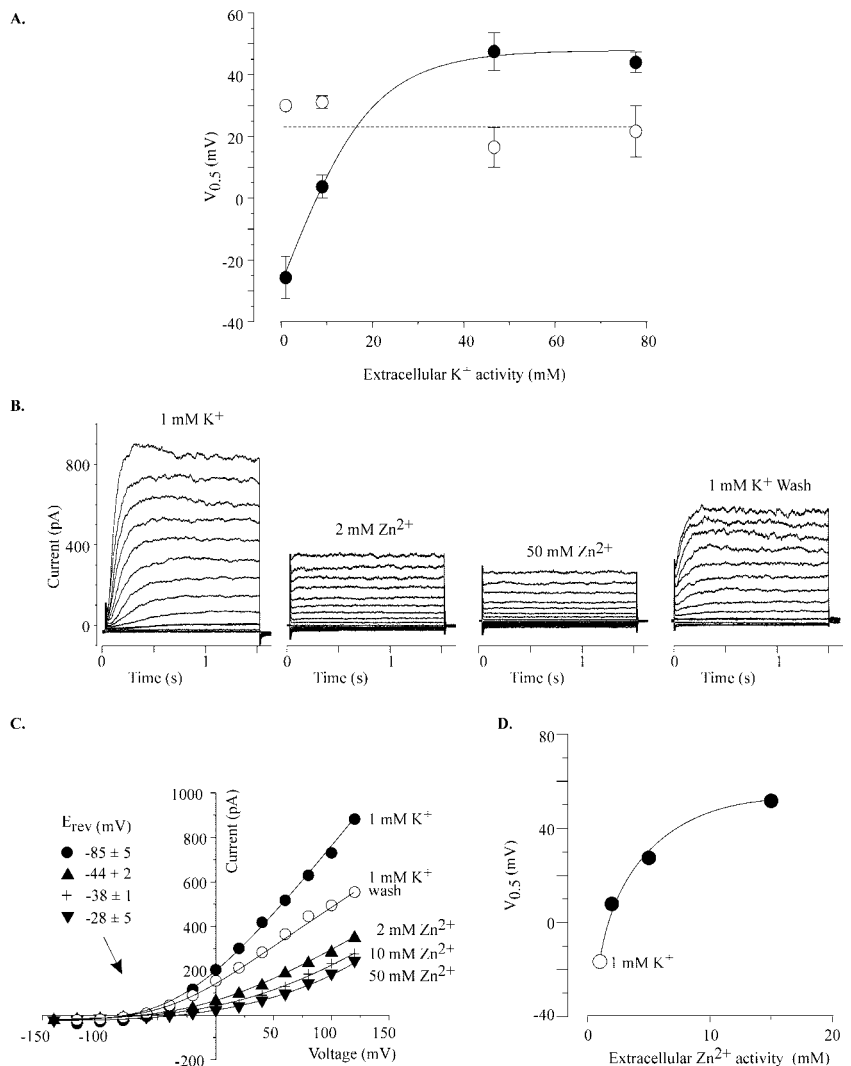 A.
60
40
20
0
-20
-40
V0.5 (mV)
0 20 40 60 80
Extracellular K+ activity (mM)
B.
1 mM K+
2 mM Zn2+
50 mM Zn2+
1 mM K+ Wash
800
400
0
Current (pA)
0 1
0 1
0 1
0 1
Time (s)
Time (s)
Time (s)
Time (s)
C.
Erev (mV)
-85 ± 5
-44 + 2
-38 ± 1
-28 ± 5
1000
800
600
400
200
-200
Current (pA)
1 mM K+
1 mM K+
wash
2 mM Zn2+
10 mM Zn2+
50 mM Zn2+
-150 -100 50 100 150
Voltage (mV)
D.
80
40
0
-40
V0.5 (mV)
1 mM K+
0 10 20
Extracellular Zn2+ activity (mM)